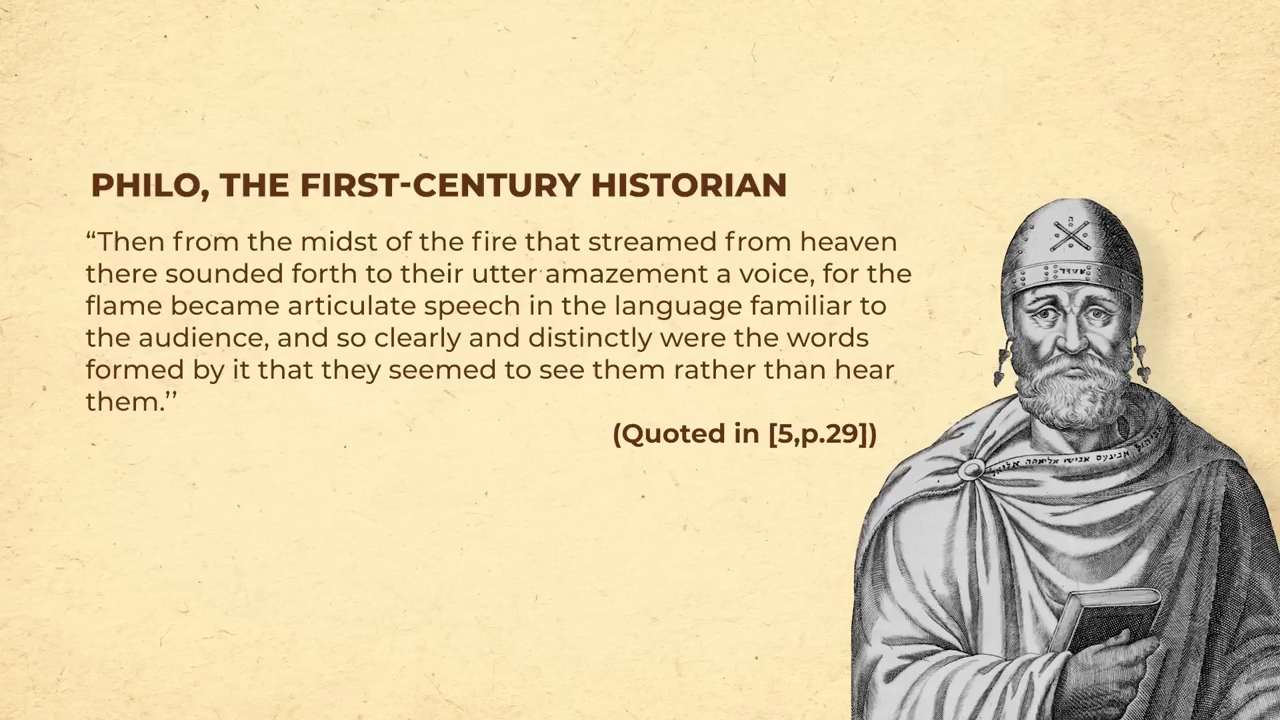 PHILO, THE FIRST-CENTURY HISTORIAN
“Then from the midst of the fire that streamed from heaven
there sounded forth to their utter amazement a voice, for the
flame became articulate speech in the language familiar to
the audience, and so clearly and distinctly were the words
formed by it that they seemed to see them rather than hear
them.’’
(Quoted in [5,p.29])